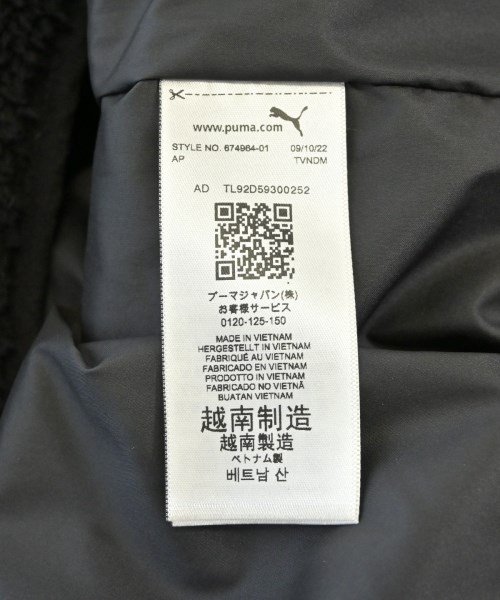 www.puma.com
STYLE NO. 674964-01 09/10/22
AP TVNDM
AD TL92D59300252
プーマジャパン(株)
お客様サービス
0120-125-150
MADE IN VIETNAM
HERGESTELLT IN VIETNAM
FABRIQUÉ AU VIETNAM
FABRICADO EN VIETNAM
PRODOTTO IN VIETNAM
FABRICADO NO VIETNÃ
BUATAN VIETNAM
越南制造
越南製造
ベトナム製
베트남 산